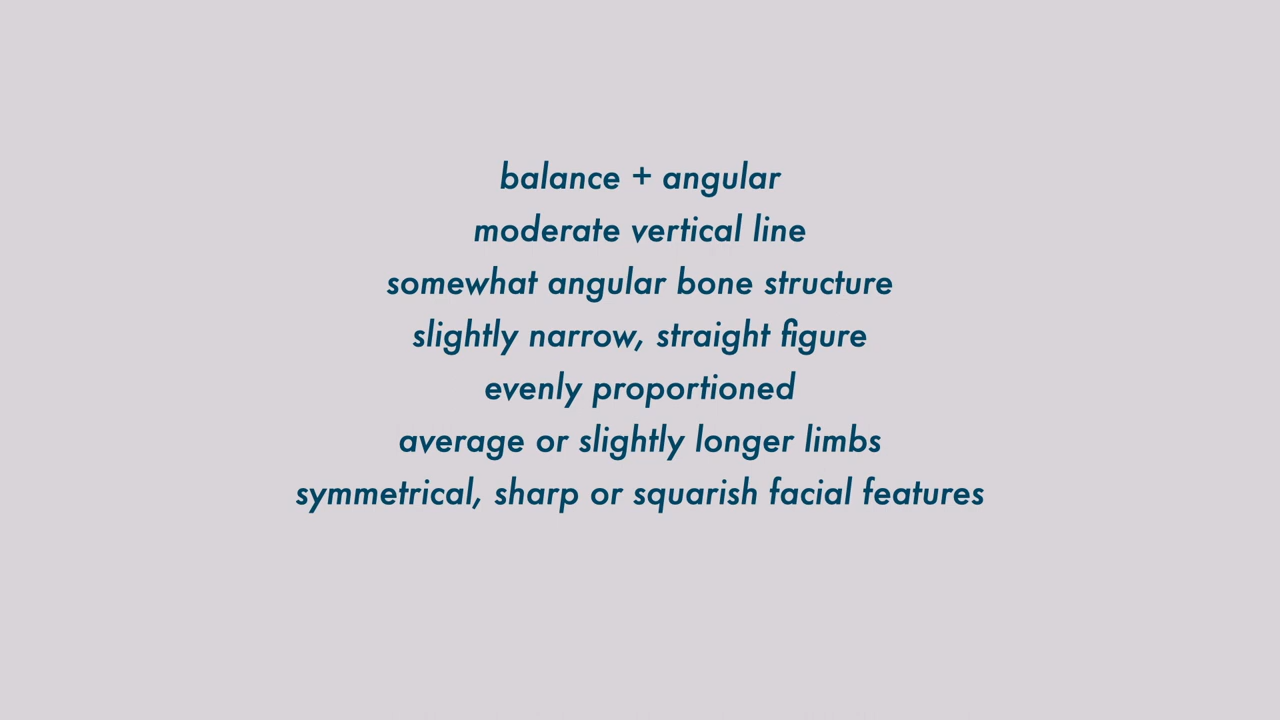 balance + angular
moderate vertical line
somewhat angular bone structure
slightly narrow, straight figure
evenly proportioned
average or slightly longer limbs
symmetrical, sharp or squarish facial features